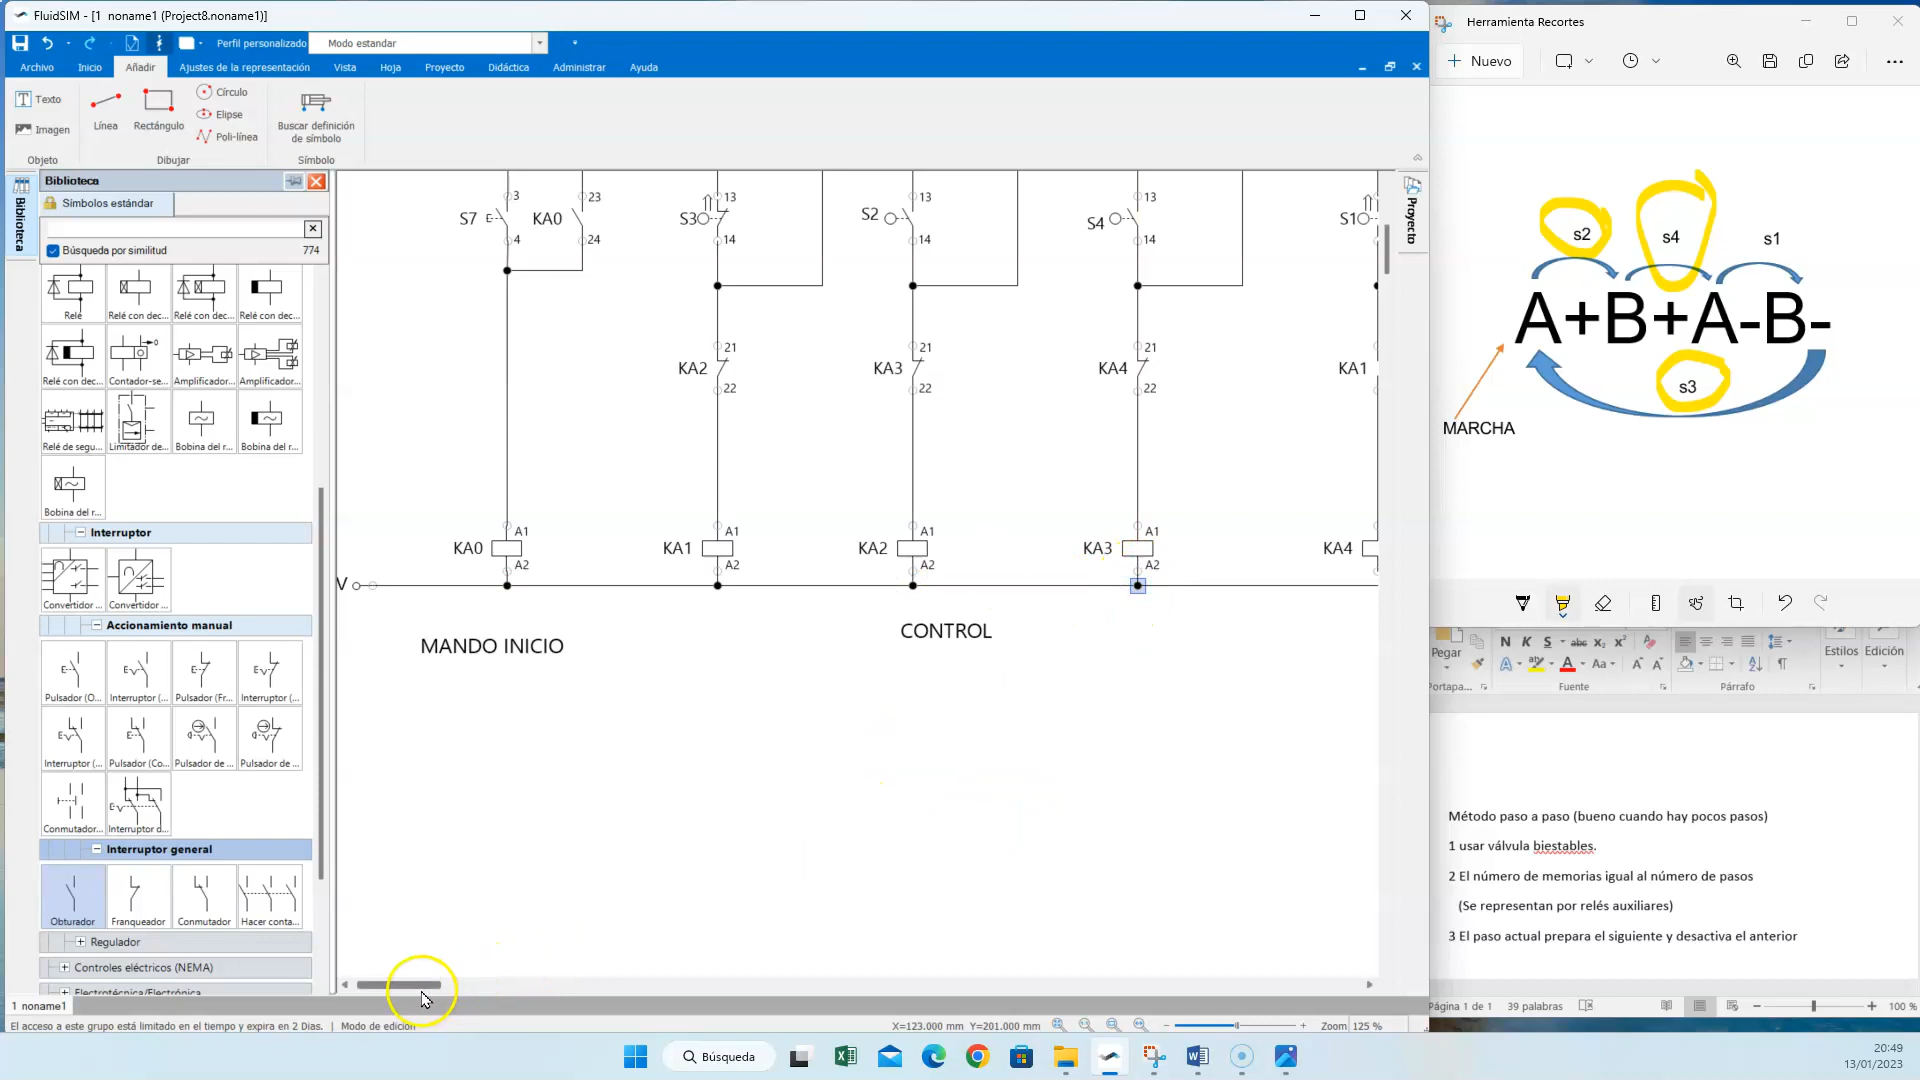 FluidSIM - [1 noname1 (Project8.noname1)]
Perfil personalizado Modo estandar
Archivo Inicio Añadir Ajustes de la representación Vista Hoja Proyecto Didáctica Administrar Ayuda
Texto
Imagen
Objeto
Línea
Rectángulo
Círculo
Elipse
Poli-línea
Dibujar
Buscar definición
de símbolo
Símbolo
Biblioteca
Biblioteca
Símbolos estándar
Búsqueda por similitud 774
Relé Relé con dec... Relé con dec... Relé con dec...
Relé con dec... Contador-se... Amplificador... Amplificador...
Relé de segu... Limitador de... Bobina del r... Bobina del r...
Bobina del r...
Interruptor
Convertidor ... Convertidor ...
Accionamiento manual
Pulsador (O... Interruptor (... Pulsador (Fr... Interruptor (...
Interruptor (... Pulsador (Co... Pulsador de ... Pulsador de ...
Conmutador... Interruptor d...
Interruptor general
Obturador Franqueador Conmutador Hacer conta...
Regulador
Controles eléctricos (NEMA)
Electrotécnica/Electrónica
3 23 13 13 13
S7 KA0 S3 S2 S4 S1
4 24 14 14 14
21 21 21
KA2 KA3 KA4 KA1
22 22 22
A1 A1 A1 A1
KA0 KA1 KA2 KA3 KA4
A2 A2 A2 A2
V
MANDO INICIO
CONTROL
Proyecto
1 noname1
El acceso a este grupo está limitado en el tiempo y expira en 2 Días. | Modo de edición
X=123.000 mm Y=201.000 mm Zoom 125 %
Herramienta Recortes
Nuevo
s2 s4 s1
A+B+A-B-
s3
MARCHA
Pegar
N K S abc x₂ x²
A aby A Aa A A
Estilos Edición
Portapa... Fuente Párrafo
Método paso a paso (bueno cuando hay pocos pasos)
1 usar válvula biestables.
2 El número de memorias igual al número de pasos
(Se representan por relés auxiliares)
3 El paso actual prepara el siguiente y desactiva el anterior
Página 1 de 1 39 palabras 100 %
Búsqueda
20:49
13/01/2023